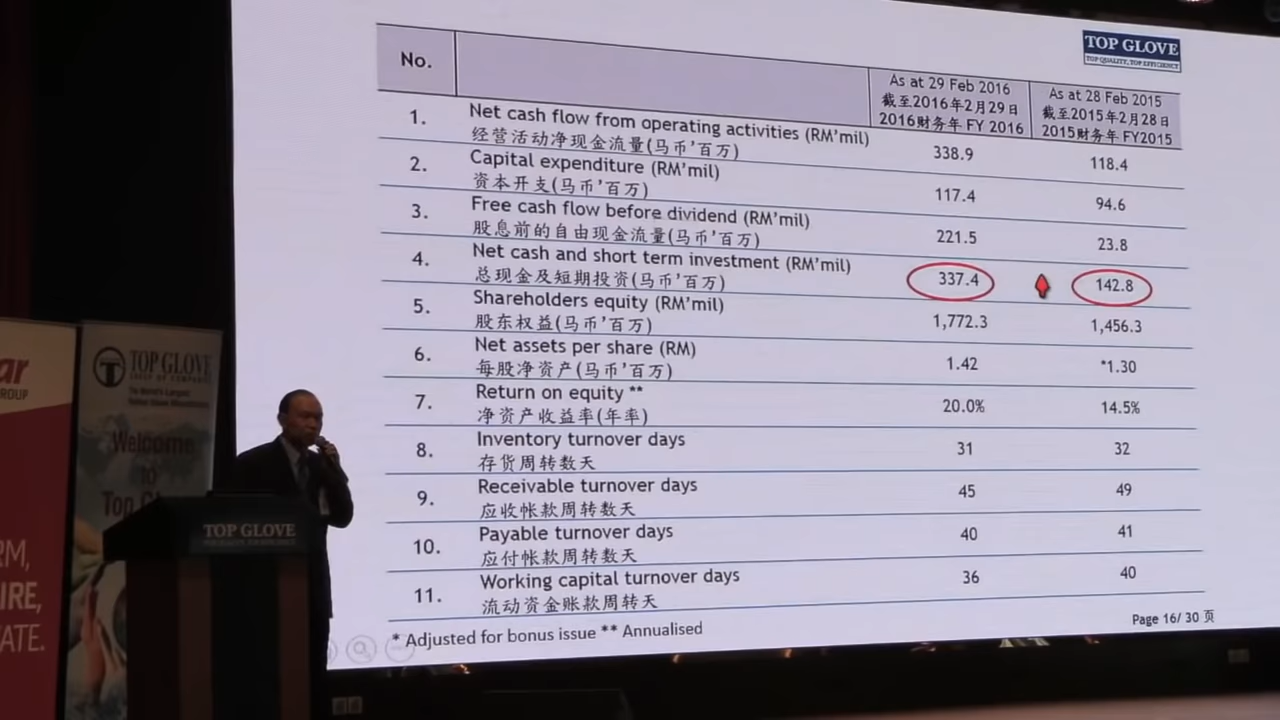 TOP GLOVE
TOP QUALITY, TOP EFFICIENCY
No.
As at 29 Feb 2016
截至2016年2月29日
2016财务年 FY 2016
As at 28 Feb 2015
截至2015年2月28日
2015财务年 FY2015
1. Net cash flow from operating activities (RM'mil) 338.9 118.4
经营活动净现金流量(马币'百万)
2. Capital expenditure (RM'mil) 117.4 94.6
资本开支(马币'百万)
3. Free cash flow before dividend (RM'mil) 221.5 23.8
股息前的自由现金流量(马币'百万)
4. Net cash and short term investment (RM'mil) 337.4 142.8
总现金及短期投资(马币'百万)
5. Shareholders equity (RM'mil) 1,772.3 1,456.3
股东权益(马币'百万)
6. Net assets per share (RM) 1.42 *1.30
每股净资产(马币'百万)
7. Return on equity ** 20.0% 14.5%
净资产收益率(年率)
8. Inventory turnover days 31 32
存货周转数天
9. Receivable turnover days 45 49
应收帐款周转数天
10. Payable turnover days 40 41
应付帐款周转数天
11. Working capital turnover days 36 40
流动资金账款周转天
* Adjusted for bonus issue ** Annualised
Page 16/ 30 页
ar
ROUP
RM,
IRE,
ATE.
TOP GLOVE
Welcome
to
Top
TOP GLOVE